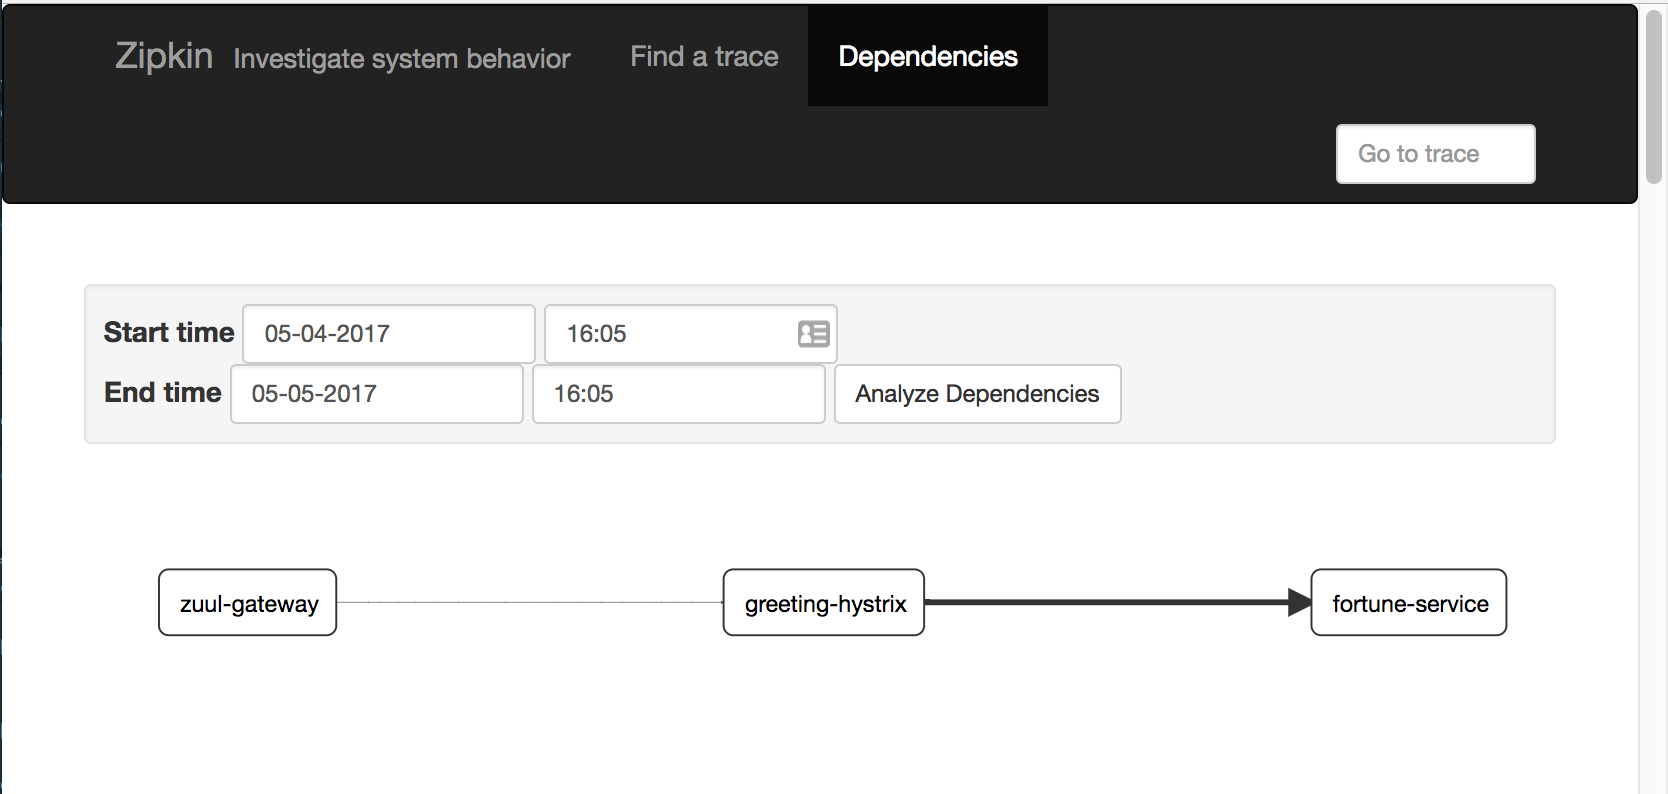 Zipkin Investigate system behavior Find a trace Dependencies
Go to trace
Start time 05-04-2017 16:05
End time 05-05-2017 16:05 Analyze Dependencies
zuul-gateway greeting-hystrix fortune-service